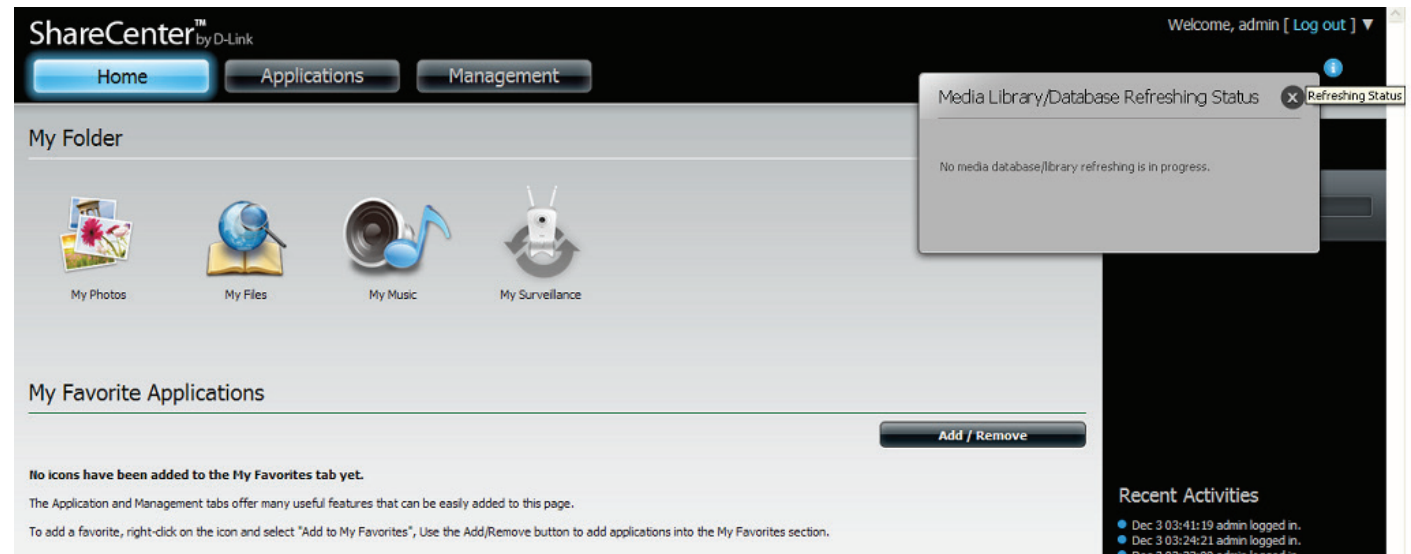 ShareCenter™ by D-Link
Welcome, admin [ Log out ] ▼
Home
Applications
Management
Media Library/Database Refreshing Status
Refreshing Status
No media database/library refreshing is in progress.
My Folder
My Photos
My Files
My Music
My Surveillance
My Favorite Applications
Add / Remove
No icons have been added to the My Favorites tab yet.
The Application and Management tabs offer many useful features that can be easily added to this page.
To add a favorite, right-click on the icon and select "Add to My Favorites", Use the Add/Remove button to add applications into the My Favorites section.
Recent Activities
Dec 3 03:41:19 admin logged in.
Dec 3 03:24:21 admin logged in.